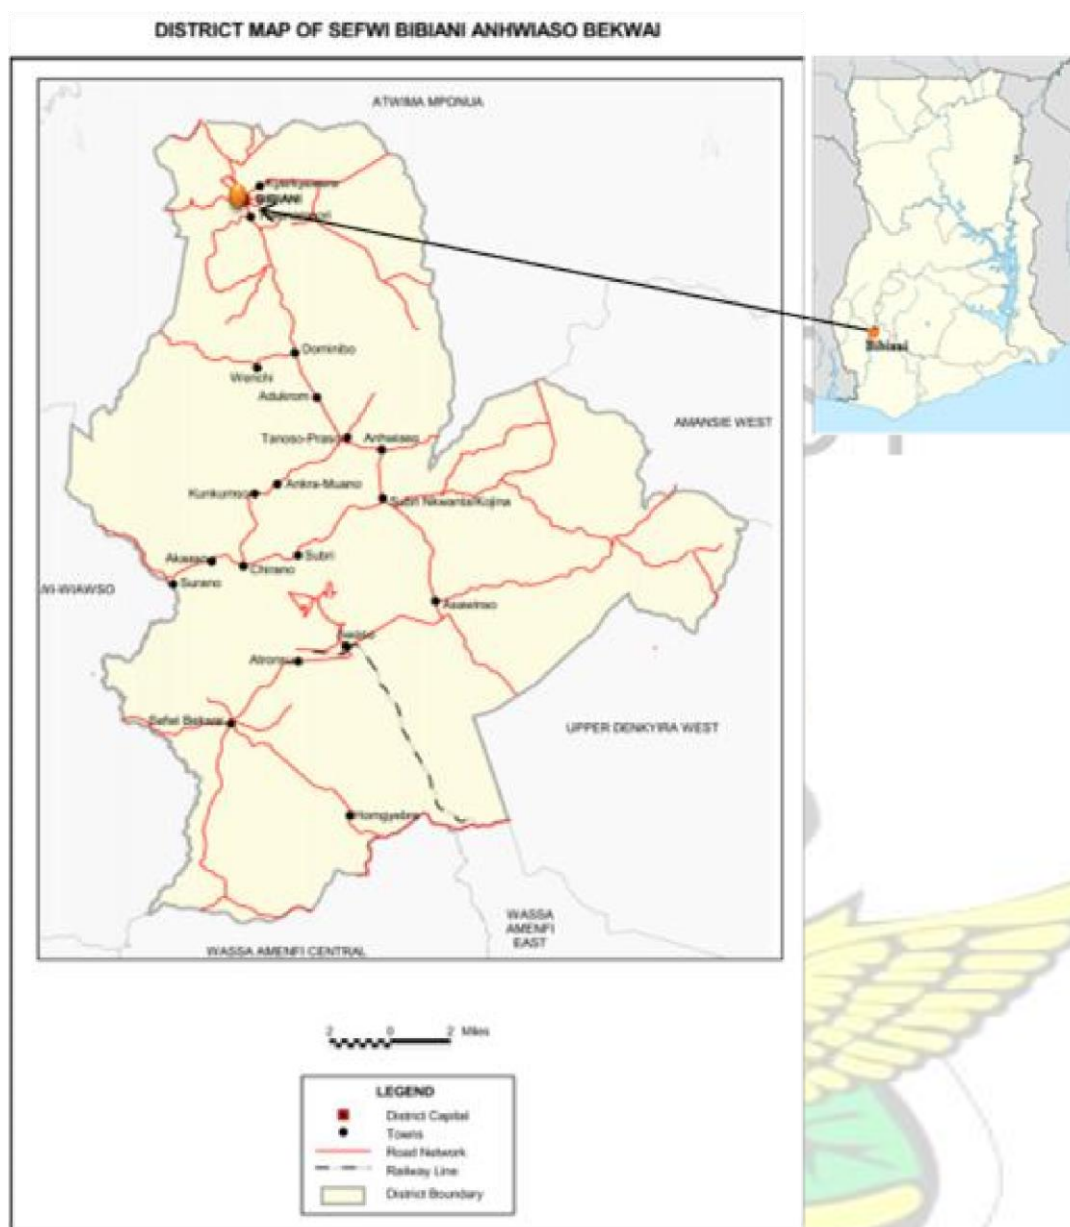 DISTRICT MAP OF SEFWI BIBIANI ANHWIASO BEKWAI
ATWIMA MPONUA
BIBIANI
Bibiani
Dominibo
Wenchi
Adukrom
Tanoso-Praso
Anhwiaso
AMANSIE WEST
Ankra-Muano
Kunkumso
Subri Nkwanta/Kojina
Subri
Chirano
Surano
WI-WIAWSO
Asawinso
Atronsu
Sefwi Bekwai
UPPER DENKYIRA WEST
WASSA
AMENFI
EAST
WASSA AMENFI CENTRAL
2 0 2 Miles
LEGEND
District Capital
Towns
Road Network
Railway Line
District Boundary